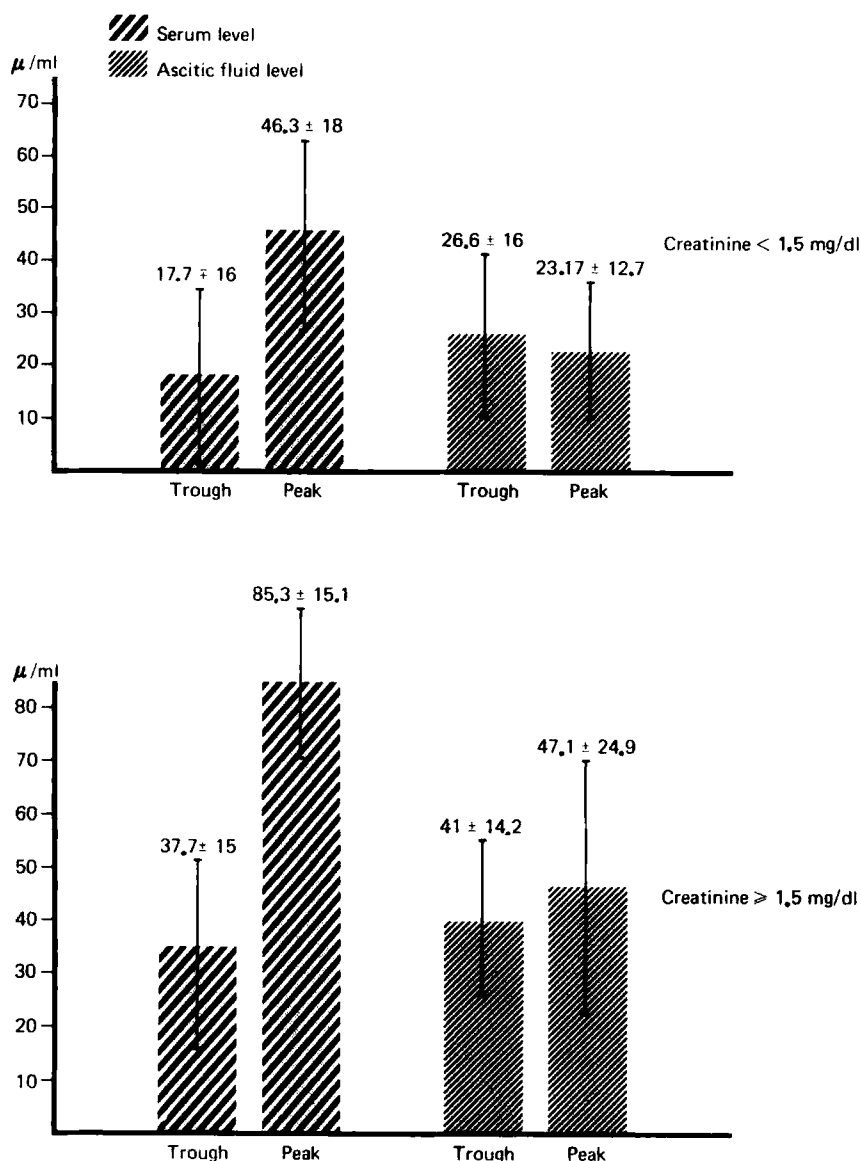 Serum level
Ascitic fluid level
μ/ml
70
60
50
40
30
20
10
17.7 ∓ 16
46.3 ± 18
26.6 ± 16
23.17 ± 12.7
Creatinine < 1.5 mg/dl
Trough Peak Trough Peak
μ/ml
80
70
60
50
40
30
20
10
37.7± 15
85.3 ± 15.1
41 ± 14.2
47.1 ± 24.9
Creatinine ⩾ 1.5 mg/dl
Trough Peak Trough Peak